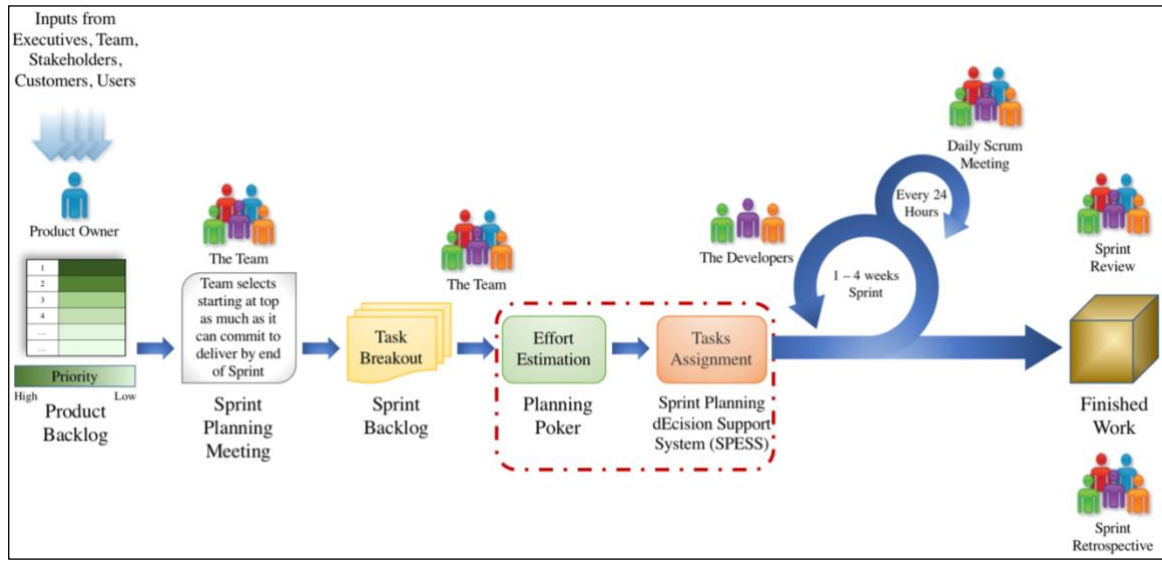 Inputs from
Executives, Team,
Stakeholders,
Customers, Users
Product Owner
1
2
3
4
...
...
Priority
High
Low
Product
Backlog
The Team
Team selects
starting at top
as much as it
can commit to
deliver by end
of Sprint
Sprint
Planning
Meeting
The Team
Task
Breakout
Sprint
Backlog
Effort
Estimation
Planning
Poker
Tasks
Assignment
Sprint Planning
dEcision Support
System (SPESS)
The Developers
1 – 4 weeks
Sprint
Every 24
Hours
Daily Scrum
Meeting
Sprint
Review
Finished
Work
Sprint
Retrospective